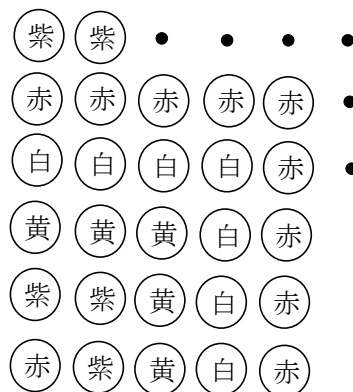 紫 紫 • • • •
赤 赤 赤 赤 赤 •
白 白 白 白 赤 •
黄 黄 黄 白 赤
紫 紫 黄 白 赤
赤 紫 黄 白 赤